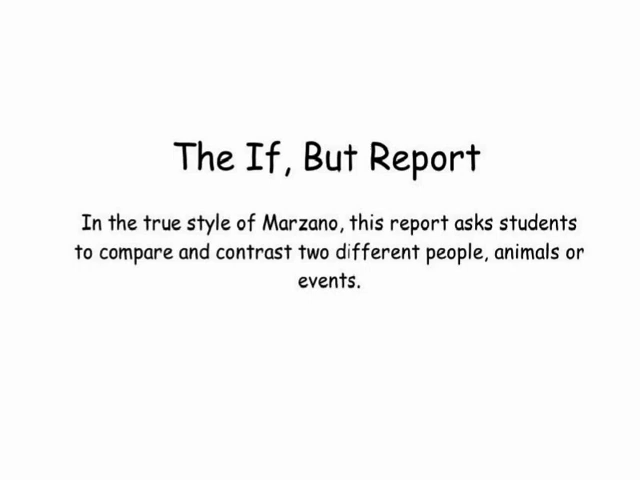 The If, But Report
In the true style of Marzano, this report asks students
to compare and contrast two different people, animals or
events.